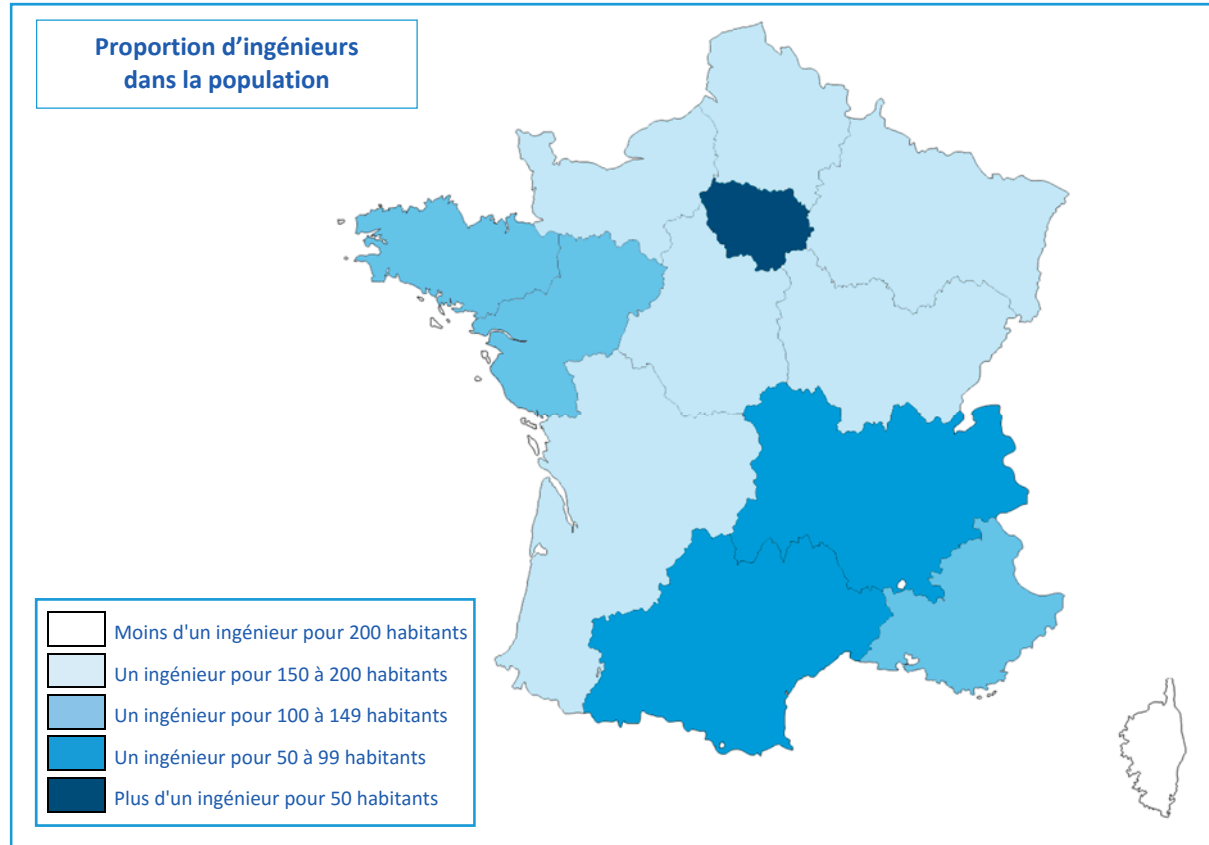 Proportion d’ingénieurs
dans la population
Moins d'un ingénieur pour 200 habitants
Un ingénieur pour 150 à 200 habitants
Un ingénieur pour 100 à 149 habitants
Un ingénieur pour 50 à 99 habitants
Plus d'un ingénieur pour 50 habitants